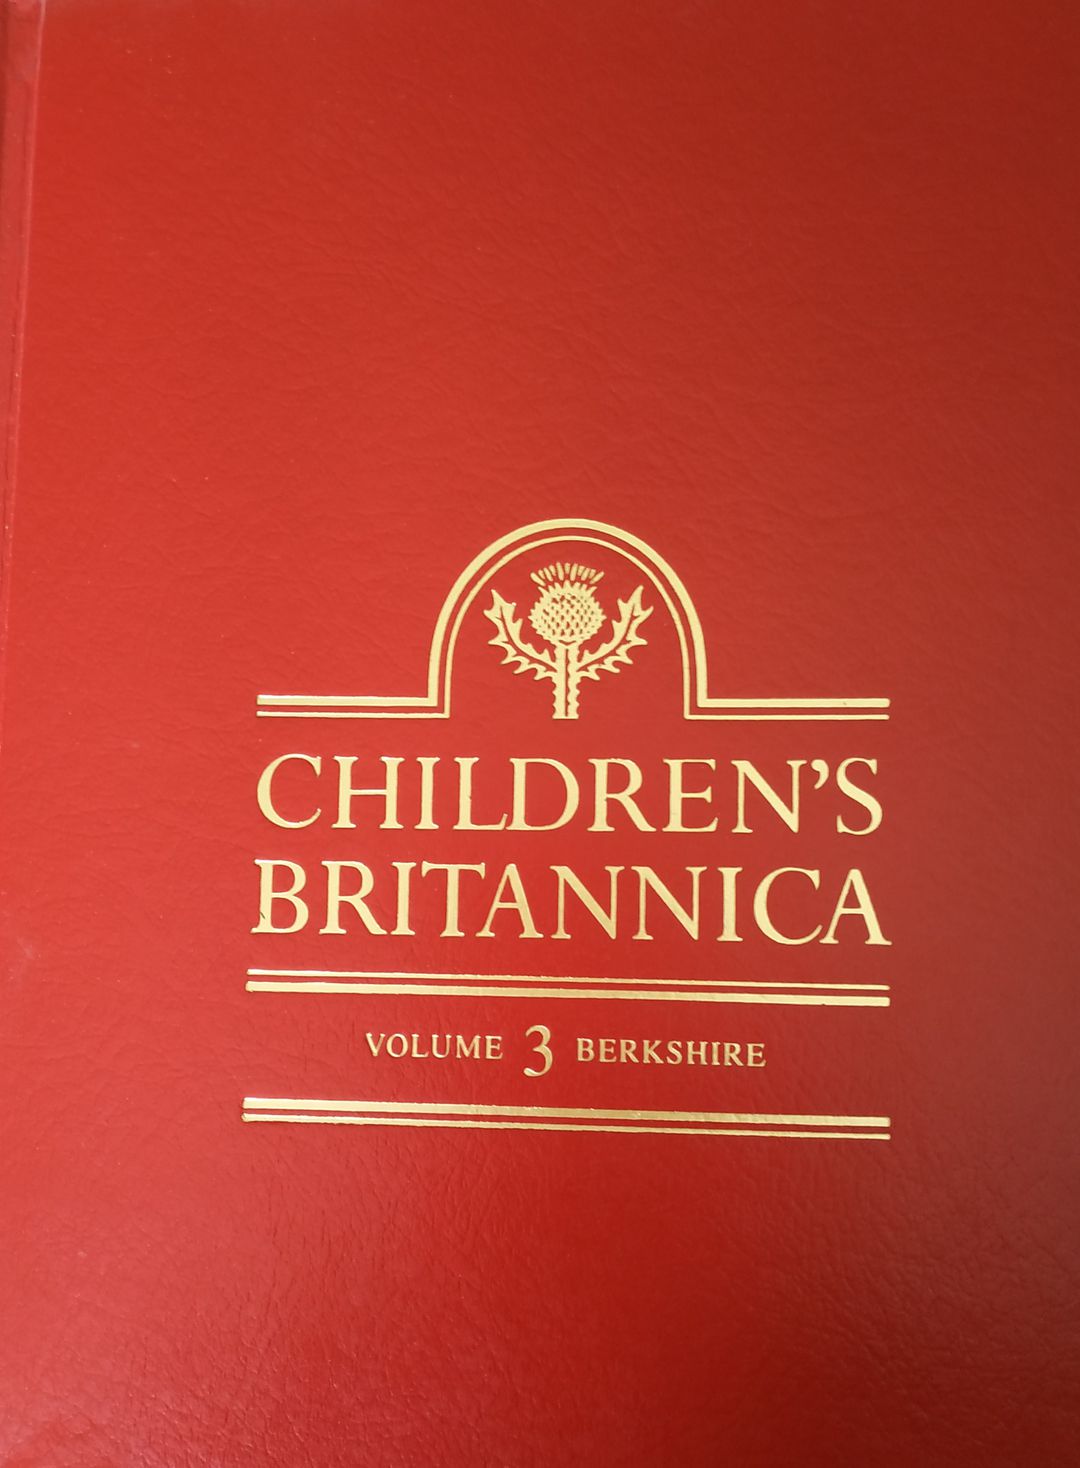 CHILDREN'S
BRITANNICA
VOLUME 3 BERKSHIRE